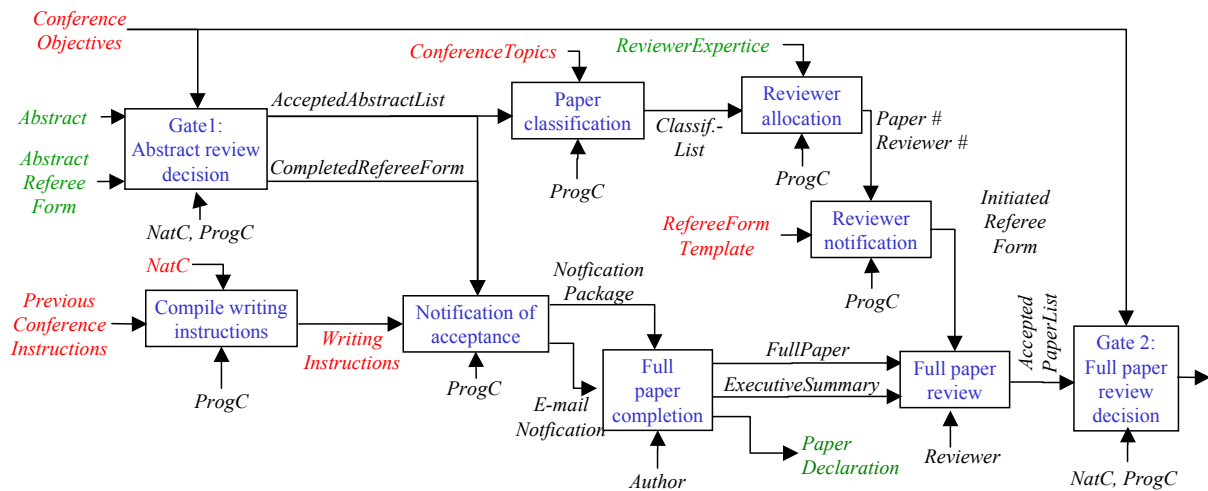 Conference
Objectives
ConferenceTopics
ReviewerExpertice
Abstract
Abstract
Referee
Form
Gate1:
Abstract review
decision
AcceptedAbstractList
CompletedRefereeForm
NatC, ProgC
Paper
classification
ProgC
Classif.-
List
Reviewer
allocation
ProgC
Paper #
Reviewer #
RefereeForm
Template
Reviewer
notification
ProgC
Initiated
Referee
Form
NatC
Previous
Conference
Instructions
Compile writing
instructions
ProgC
Writing
Instructions
Notification of
acceptance
ProgC
Notfication
Package
E-mail
Notfication
Full
paper
completion
Author
FullPaper
ExecutiveSummary
Paper
Declaration
Full paper
review
Reviewer
Accepted
PaperList
Gate 2:
Full paper
review
decision
NatC, ProgC